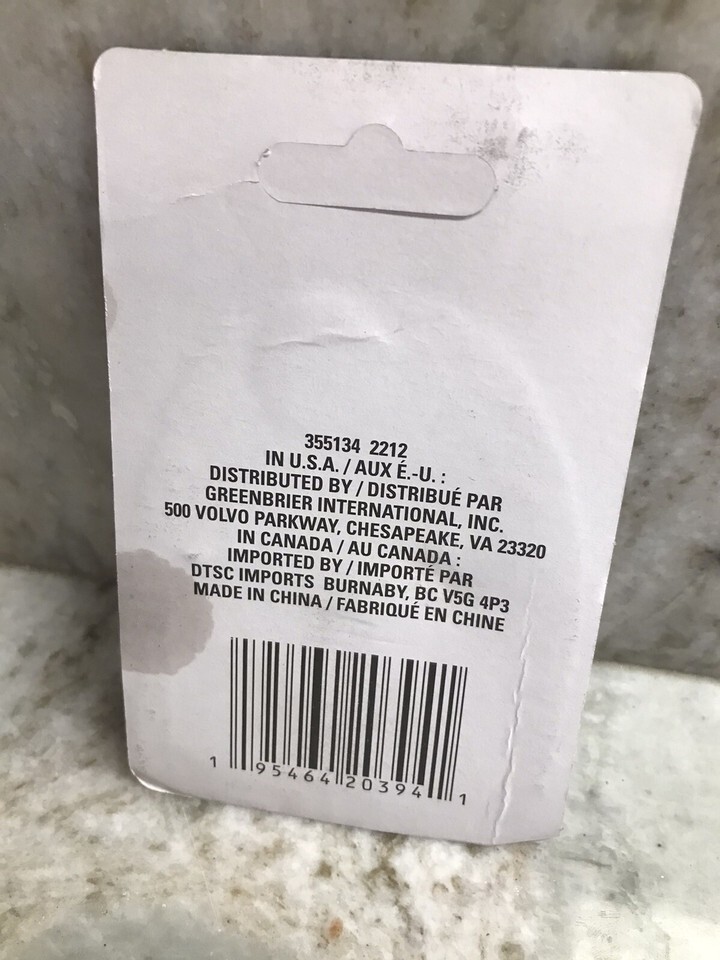 355134 2212
IN U.S.A. / AUX É.-U. :
DISTRIBUTED BY / DISTRIBUÉ PAR
GREENBRIER INTERNATIONAL, INC.
500 VOLVO PARKWAY, CHESAPEAKE, VA 23320
IN CANADA / AU CANADA :
IMPORTED BY / IMPORTÉ PAR
DTSC IMPORTS BURNABY, BC V5G 4P3
MADE IN CHINA / FABRIQUÉ EN CHINE
1 95464 20394 1